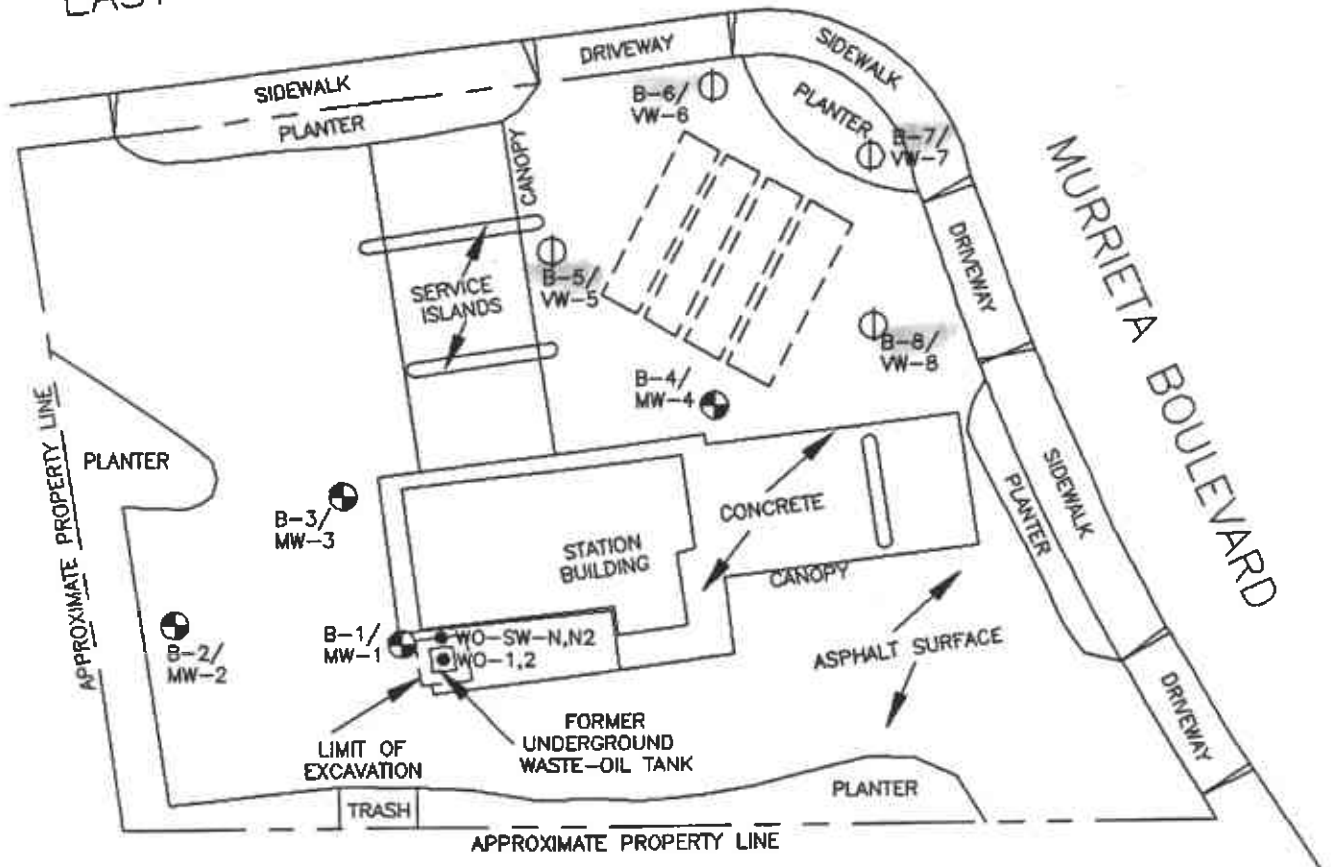 EAST
SIDEWALK
DRIVEWAY
SIDEWALK
PLANTER
CANOPY
B-6/
VW-6
PLANTER
B-7/
VW-7
MURRIETA BOULEVARD
DRIVEWAY
SERVICE
ISLANDS
B-5/
VW-5
B-8/
VW-8
B-4/
MW-4
APPROXIMATE PROPERTY LINE
PLANTER
B-3/
MW-3
CONCRETE
STATION
BUILDING
CANOPY
PLANTER
SIDEWALK
B-2/
MW-2
B-1/
MW-1
WO-SW-N,N2
WO-1,2
ASPHALT SURFACE
DRIVEWAY
LIMIT OF
EXCAVATION
FORMER
UNDERGROUND
WASTE-OIL TANK
TRASH
PLANTER
APPROXIMATE PROPERTY LINE